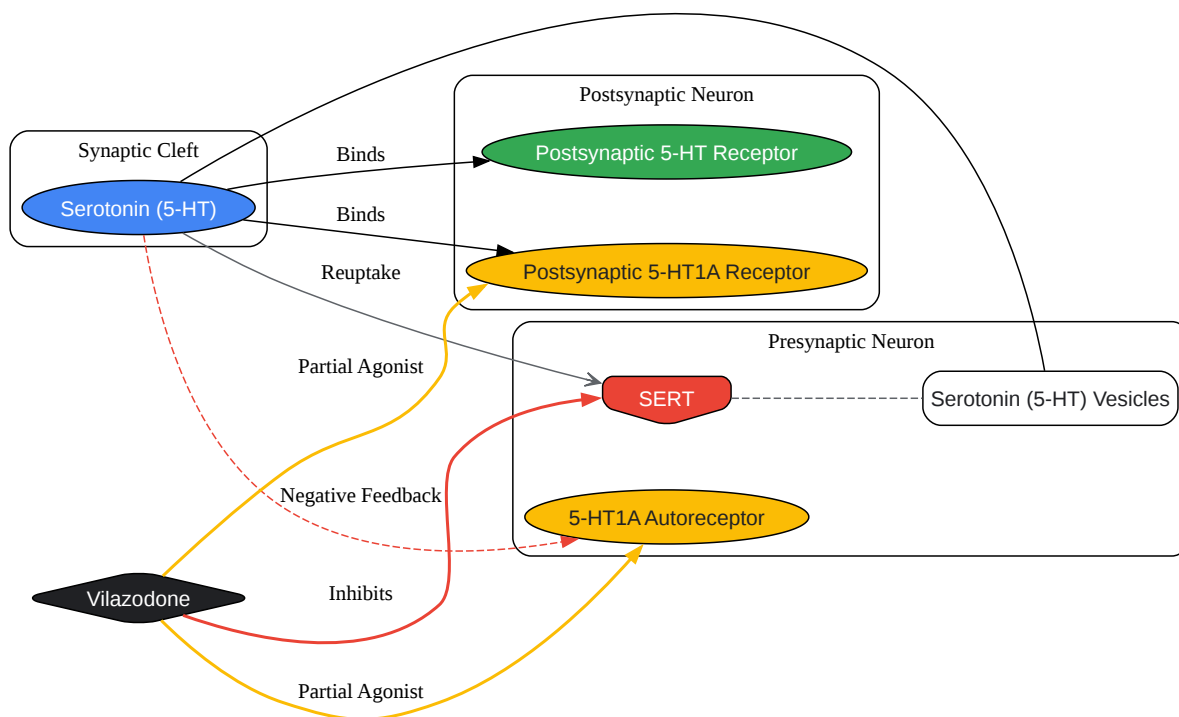 Postsynaptic Neuron
Synaptic Cleft
Binds
Postsynaptic 5-HT Receptor
Serotonin (5-HT)
Binds
Reuptake
Postsynaptic 5-HT1A Receptor
Presynaptic Neuron
Partial Agonist
SERT
Serotonin (5-HT) Vesicles
Negative Feedback
5-HT1A Autoreceptor
Vilazodone
Inhibits
Partial Agonist